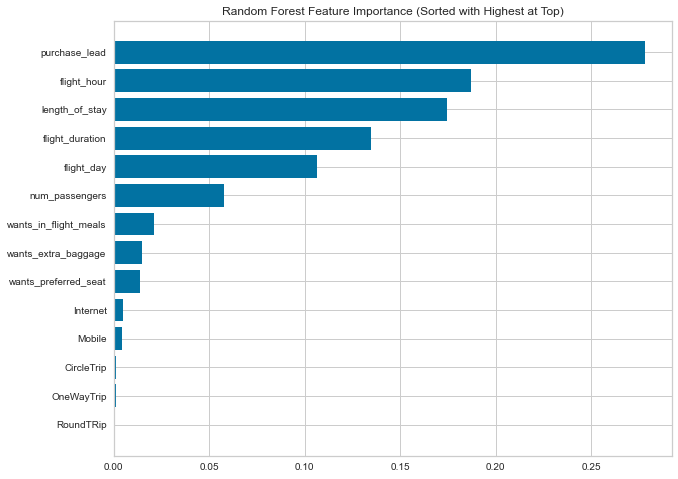 Random Forest Feature Importance (Sorted with Highest at Top)
purchase_lead
flight_hour
length_of_stay
flight_duration
flight_day
num_passengers
wants_in_flight_meals
wants_extra_baggage
wants_preferred_seat
Internet
Mobile
CircleTrip
OneWayTrip
RoundTRip
0.00 0.05 0.10 0.15 0.20 0.25